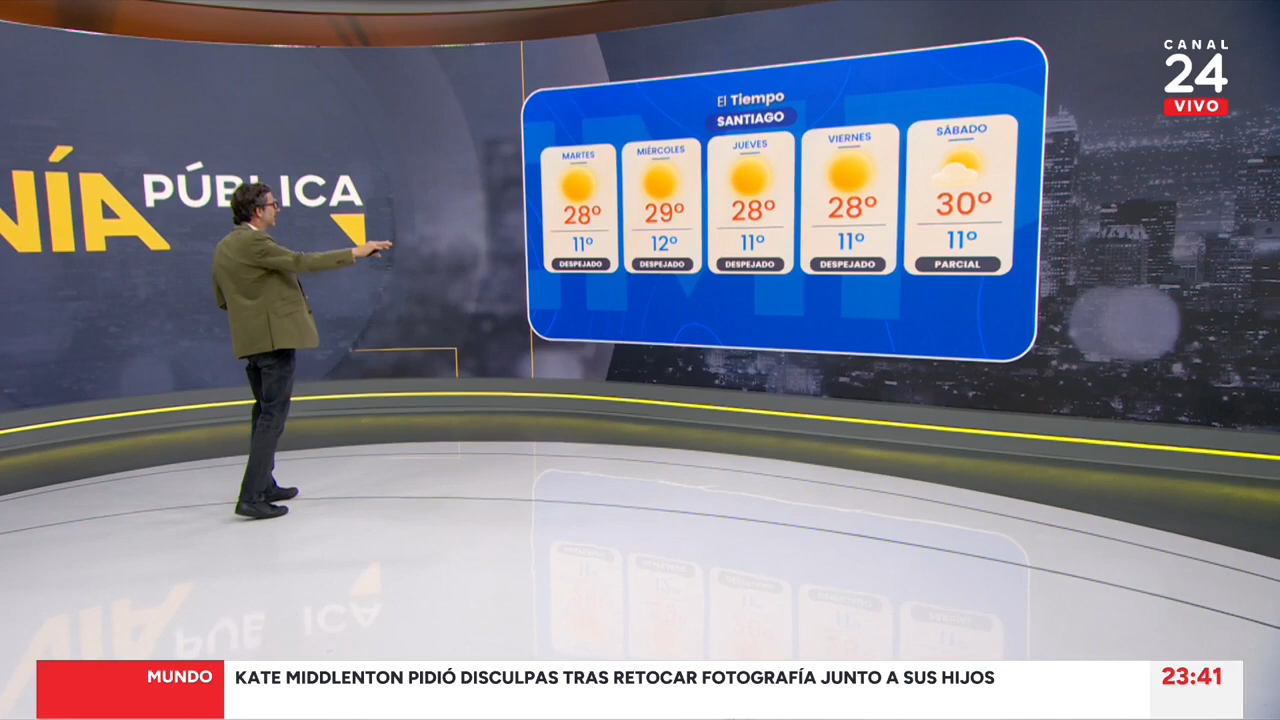 CANAL
24
VIVO
NÍA PÚBLICA
El Tiempo
SANTIAGO
MARTES
28º
11º
DESPEJADO
MIÉRCOLES
29º
12º
DESPEJADO
JUEVES
28º
11º
DESPEJADO
VIERNES
28º
11º
DESPEJADO
SÁBADO
30º
11º
PARCIAL
MUNDO
KATE MIDDLENTON PIDIÓ DISCULPAS TRAS RETOCAR FOTOGRAFÍA JUNTO A SUS HIJOS
23:41